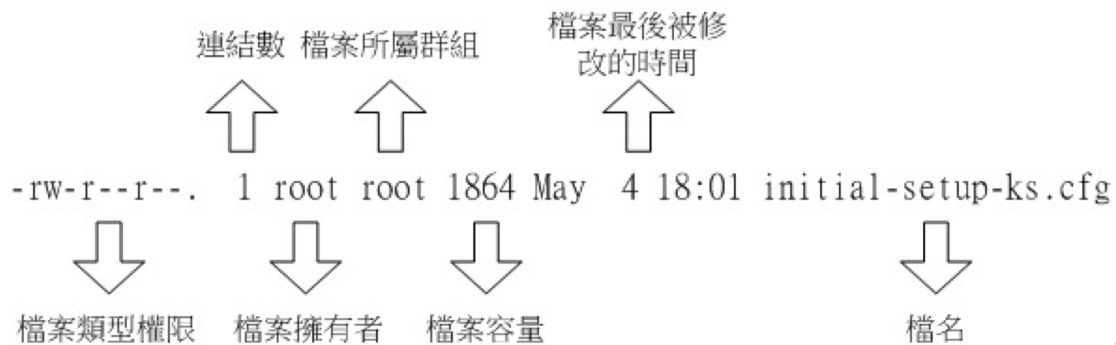 連結數 檔案所屬群組 檔案最後被修
改的時間
-rw-r--r--. 1 root root 1864 May 4 18:01 initial-setup-ks.cfg
檔案類型權限 檔案擁有者 檔案容量 檔名